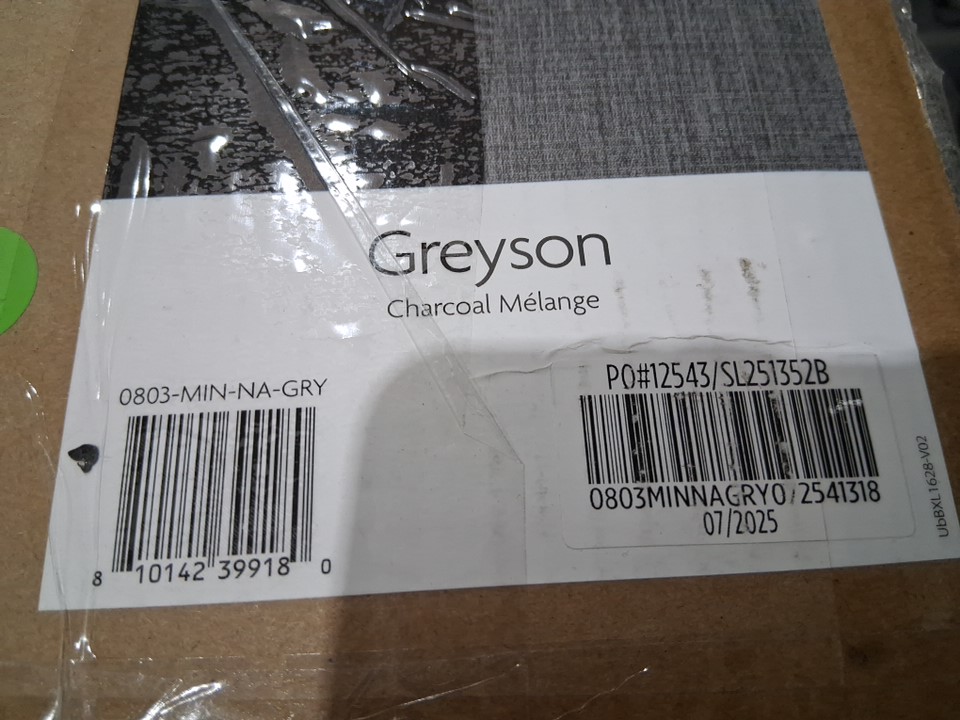 Greyson
Charcoal Mélange
0803-MIN-NA-GRY
8 10142 39918 0
PO#12543/SL251352B
0803MINNAGRY0/2541318
07/2025
UbBXL1628-V02